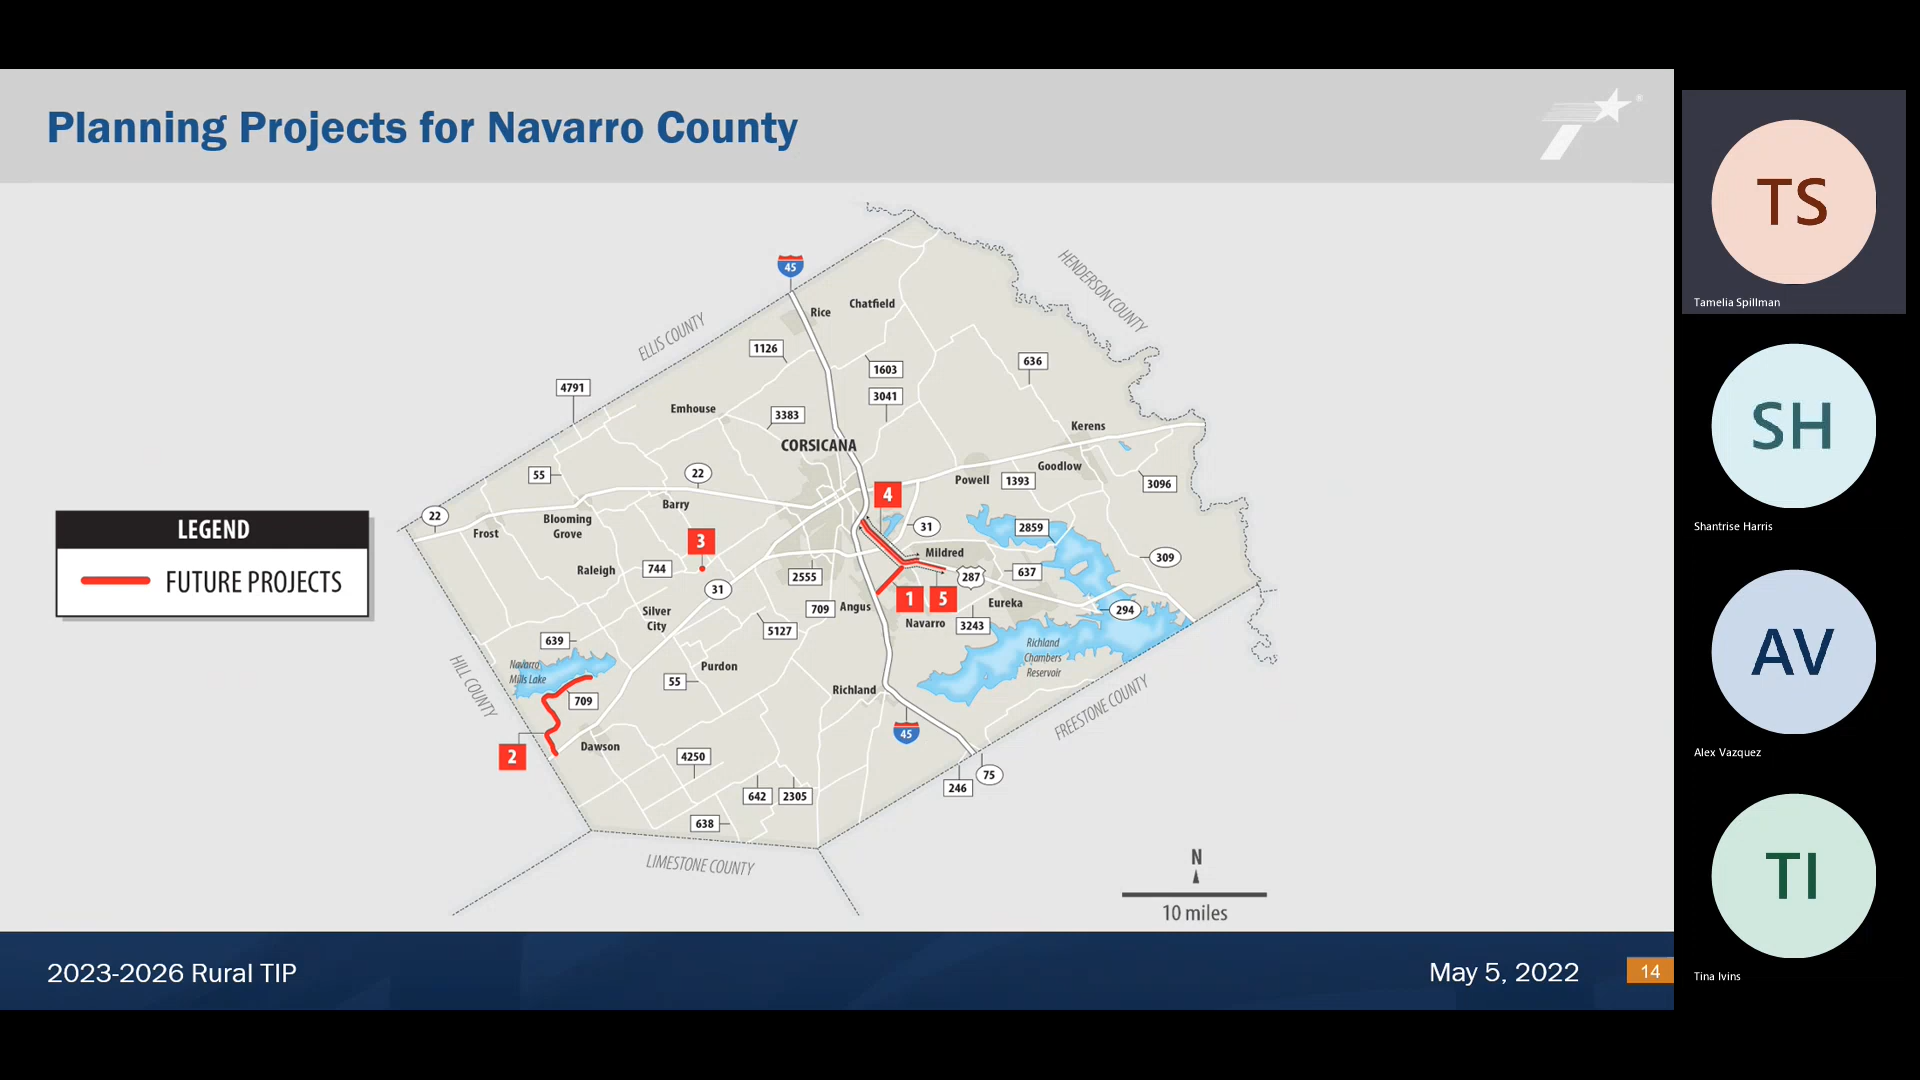 Planning Projects for Navarro County
®
HENDERSON COUNTY
45
Rice
Chatfield
ELLIS COUNTY
1126
1603
636
4791
3041
Emhouse
3383
Kerens
CORSICANA
55
22
Goodlow
Powell
1393
3096
4
Barry
22
Blooming
Grove
Frost
31
2859
3
Mildred
309
Raleigh
744
2555
287
637
31
709
Angus
1
5
Eureka
294
Silver
City
Navarro
3243
5127
639
Richland
Chambers
Reservoir
Navarro
Mills Lake
Purdon
55
HILL COUNTY
709
Richland
FREESTONE COUNTY
45
2
Dawson
4250
75
246
642
2305
638
LIMESTONE COUNTY
LEGEND
FUTURE PROJECTS
N
10 miles
2023-2026 Rural TIP
May 5, 2022
14
TS
Tamelia Spillman
SH
Shantrise Harris
AV
Alex Vazquez
TI
Tina Ivins